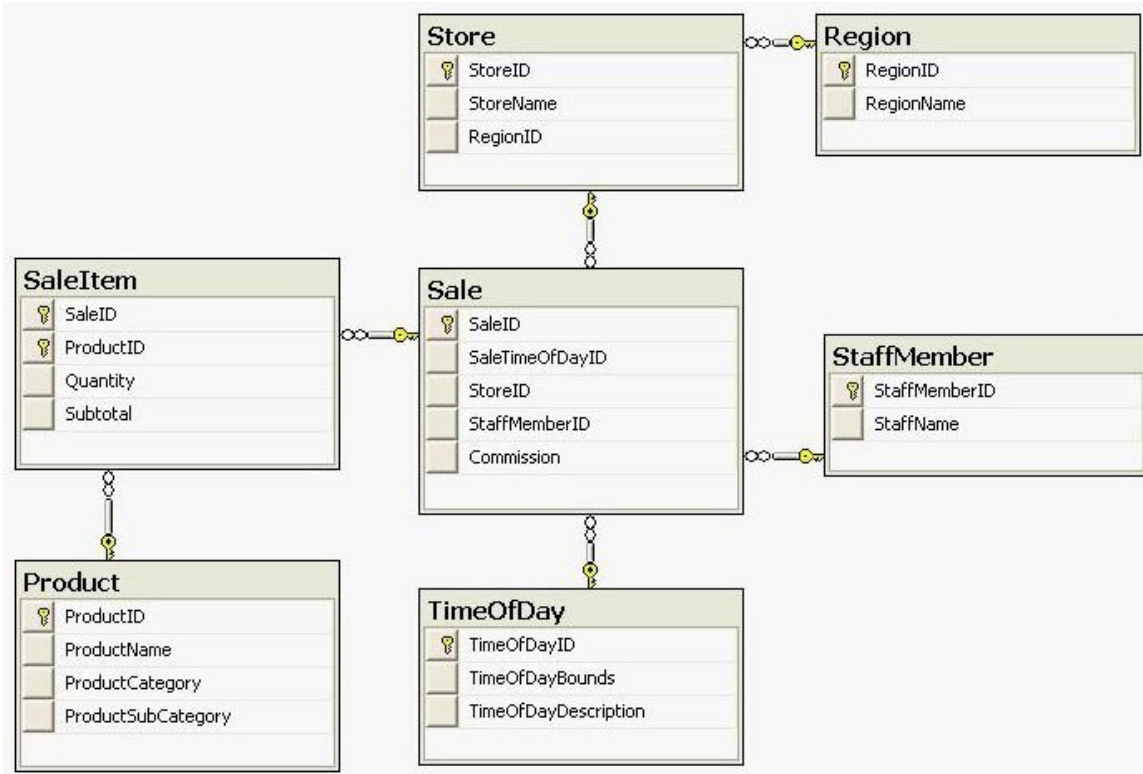 Store
StoreID
StoreName
RegionID
Region
RegionID
RegionName
SaleItem
SaleID
ProductID
Quantity
Subtotal
Sale
SaleID
SaleTimeOfDayID
StoreID
StaffMemberID
Commission
StaffMember
StaffMemberID
StaffName
Product
ProductID
ProductName
ProductCategory
ProductSubCategory
TimeOfDay
TimeOfDayID
TimeOfDayBounds
TimeOfDayDescription